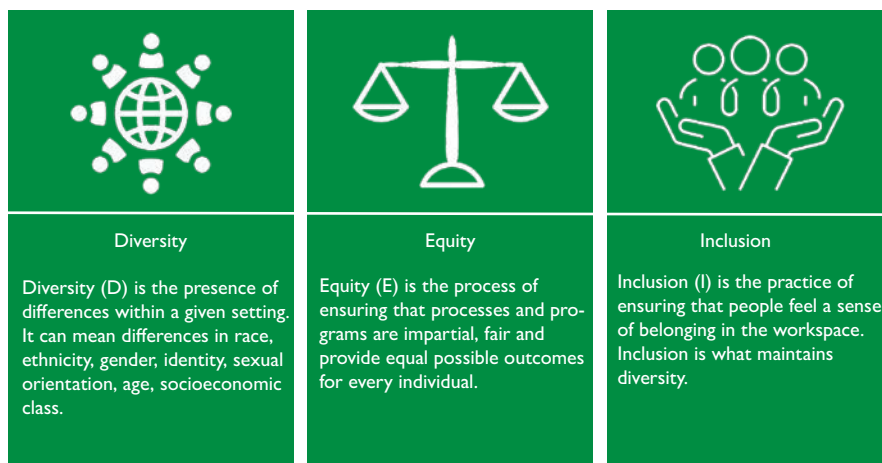 Diversity
Diversity (D) is the presence of
differences within a given setting.
It can mean differences in race,
ethnicity, gender, identity, sexual
orientation, age, socioeconomic
class.
Equity
Equity (E) is the process of
ensuring that processes and pro-
grams are impartial, fair and
provide equal possible outcomes
for every individual.
Inclusion
Inclusion (I) is the practice of
ensuring that people feel a sense
of belonging in the workspace.
Inclusion is what maintains
diversity.